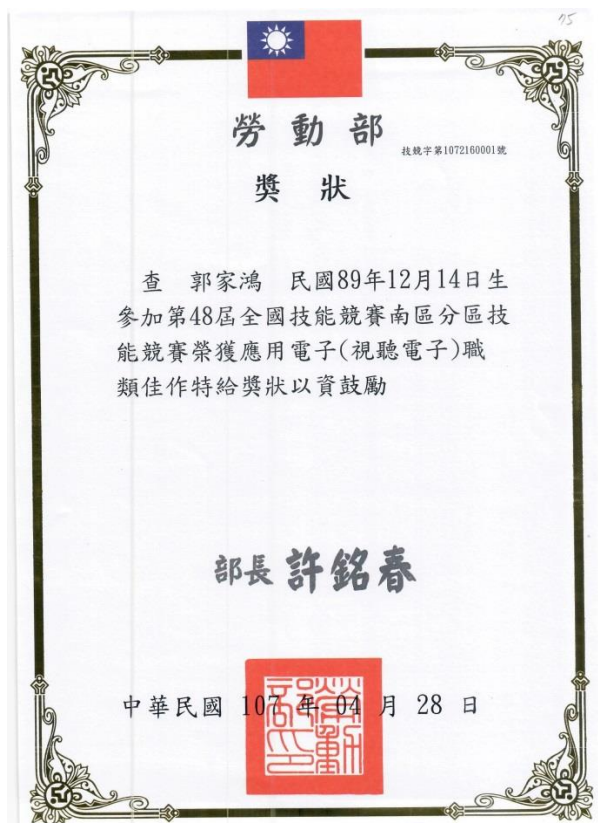 75
勞動部
技競字第1072160001號
獎狀
查 郭家鴻 民國89年12月14日生
參加第48屆全國技能競賽南區分區技
能競賽榮獲應用電子(視聽電子)職
類佳作特給獎狀以資鼓勵
部長 許銘春
中華民國 107 年 04 月 28 日
勞動部印